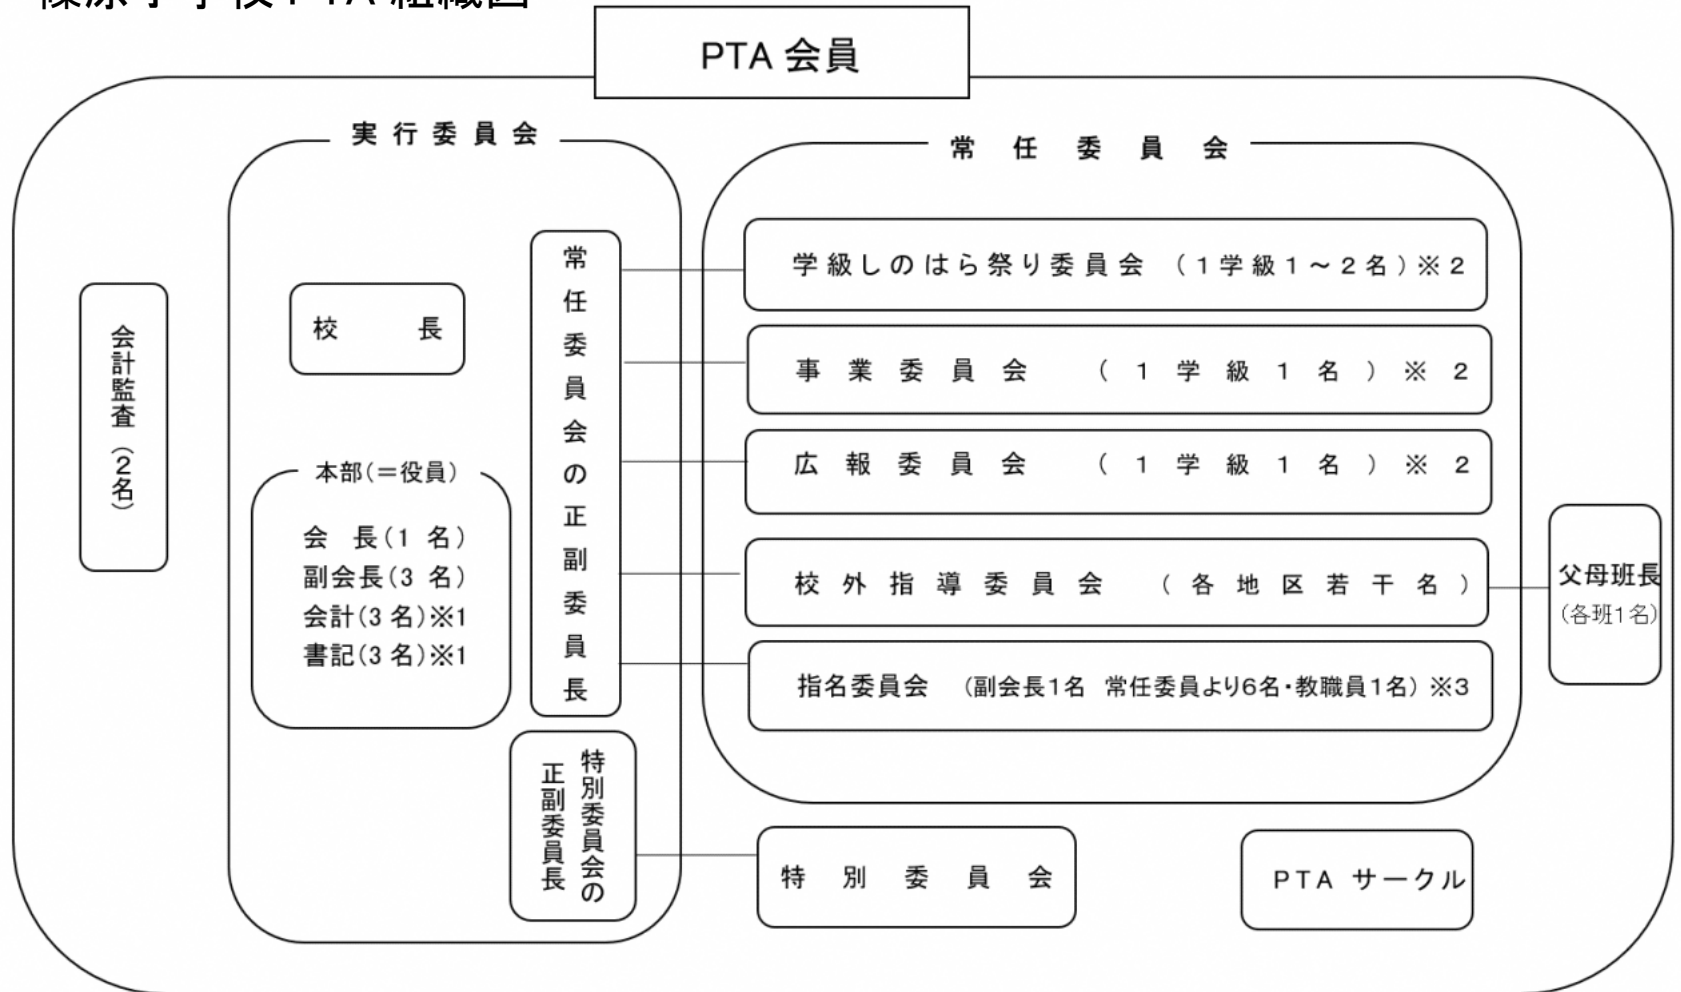 PTA 会員
実行委員会
常任委員会
会計監査(2名)
校長
本部(=役員)
会 長(1 名)
副会長(3 名)
会計(3 名)※1
書記(3 名)※1
常任委員会の正副委員長
特別委員会の
正副委員長
学級しのはら祭り委員会 (1学級1~2名)※2
事業委員会 (1学級1名)※2
広報委員会 (1学級1名)※2
校外指導委員会 (各地区若干名)
指名委員会 (副会長1名 常任委員より6名・教職員1名)※3
父母班長
(各班1名)
特別委員会
PTA サークル